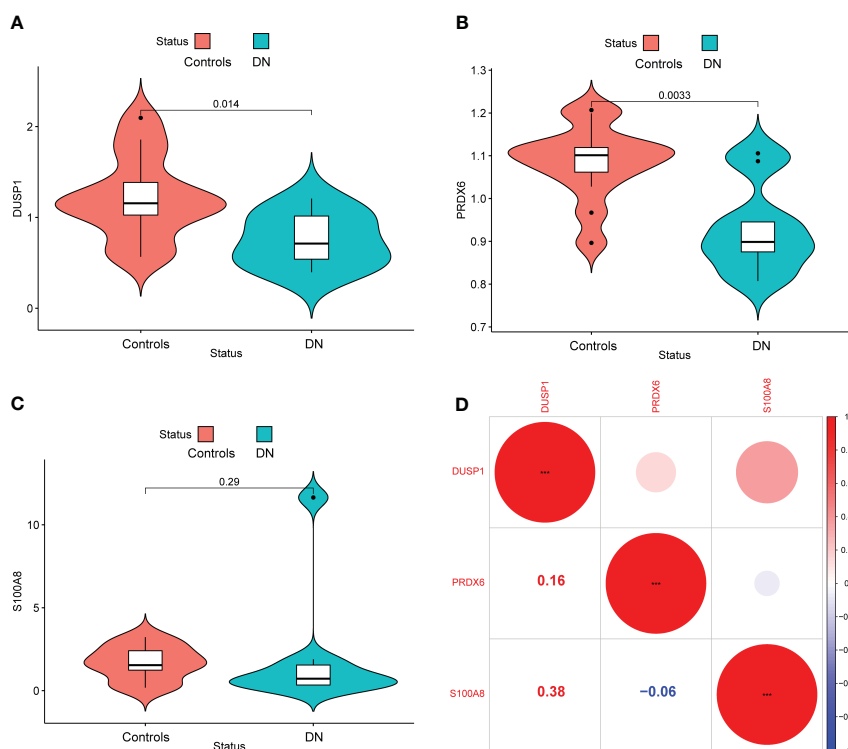 A
Status
Controls
DN
2
1
0
DUSP1
0.014
Controls
DN
Status
B
Status
Controls
DN
1.3
1.2
1.1
1.0
0.9
0.8
0.7
PRDX6
0.0033
Controls
DN
Status
C
Status
Controls
DN
10
5
0
S100A8
0.29
Controls
DN
Status
D
DUSP1
PRDX6
S100A8
DUSP1
***
PRDX6
0.16
***
S100A8
0.38
−0.06
***
1